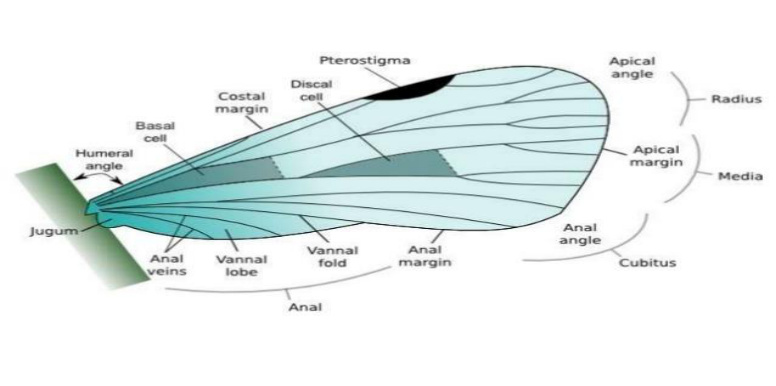 Pterostigma
Apical
angle
Discal
cell
Costal
margin
Radius
Basal
cell
Humeral
angle
Apical
margin
Media
Jugum
Anal
angle
Anal
veins
Vannal
lobe
Vannal
fold
Anal
margin
Cubitus
Anal